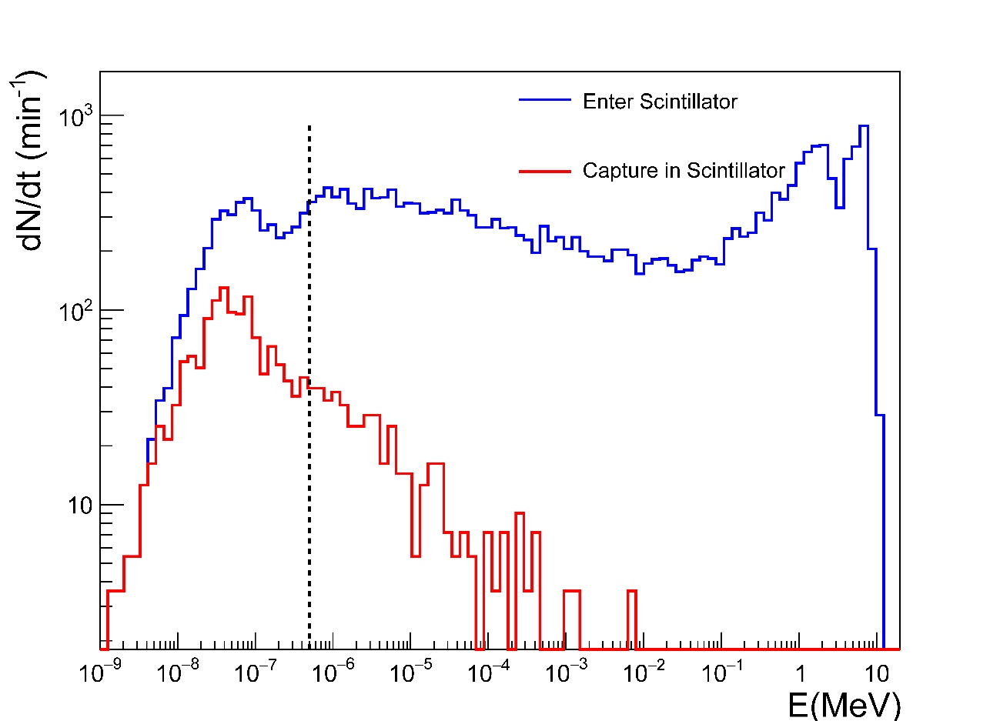 dN/dt (min⁻¹)
10³
10²
10
Enter Scintillator
Capture in Scintillator
10⁻⁹ 10⁻⁸ 10⁻⁷ 10⁻⁶ 10⁻⁵ 10⁻⁴ 10⁻³ 10⁻² 10⁻¹ 1 10
E(MeV)